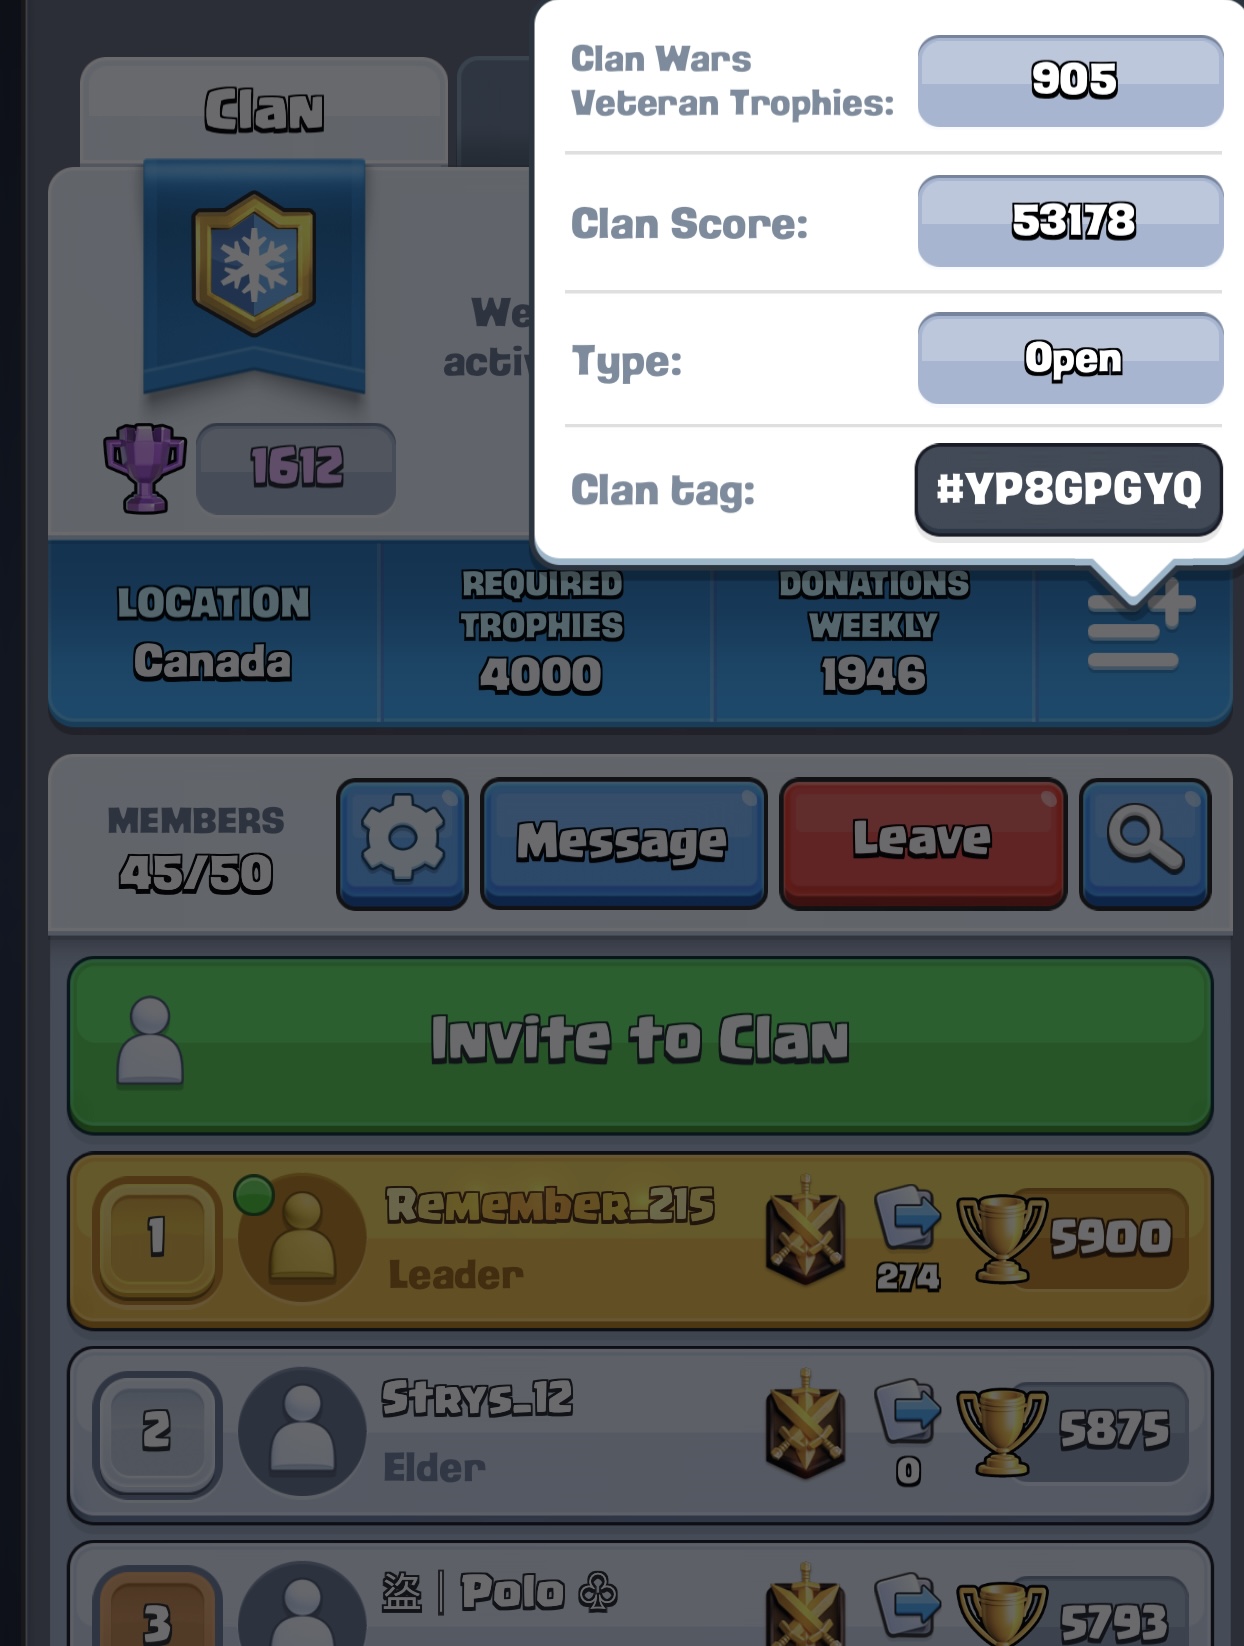 Clan Wars
Veteran Trophies:
905
Clan Score:
53178
Type:
Open
Clan tag:
#YP8GPGYQ
Clan
1612
LOCATION
Canada
REQUIRED
TROPHIES
4000
DONATIONS
WEEKLY
1946
MEMBERS
45/50
Message
Leave
Invite to Clan
1
Remember_215
Leader
274
5900
2
Strys_12
Elder
0
5875
3
盗 | Polo ♧
5793